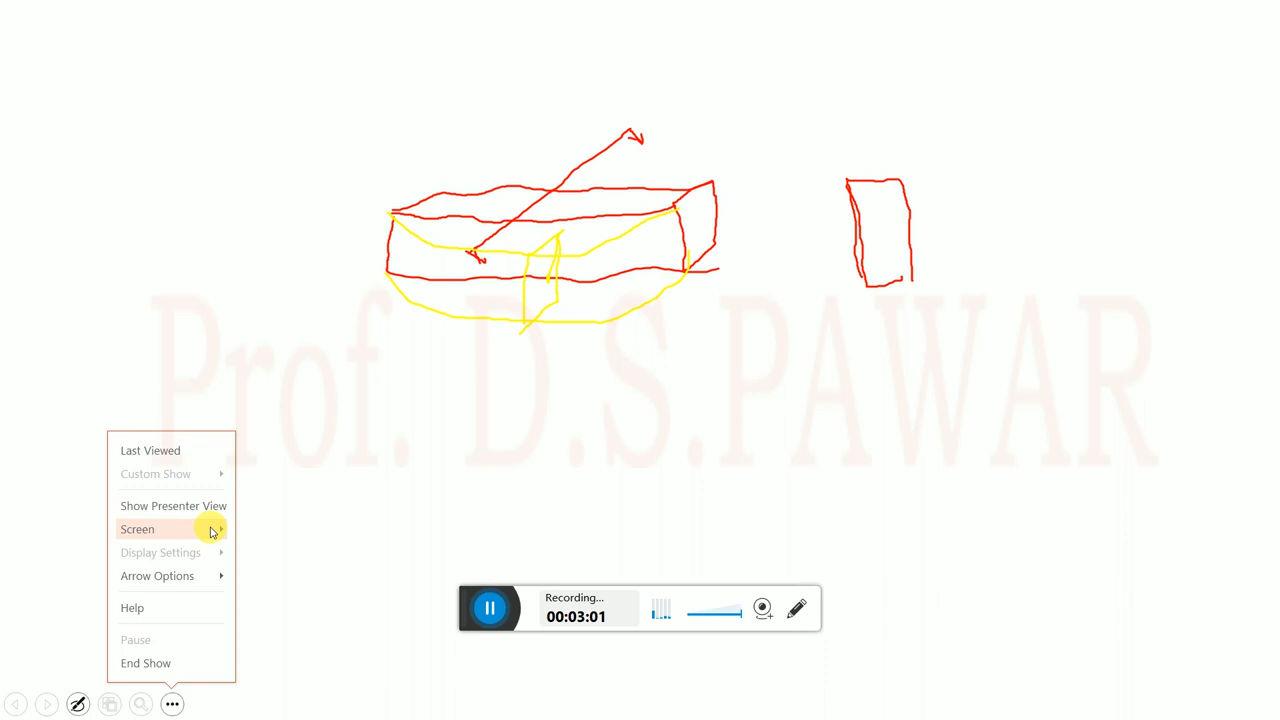 Prof. D.S.PAWAR
Last Viewed
Custom Show
Show Presenter View
Screen
Display Settings
Arrow Options
Help
Pause
End Show
Recording...
00:03:01